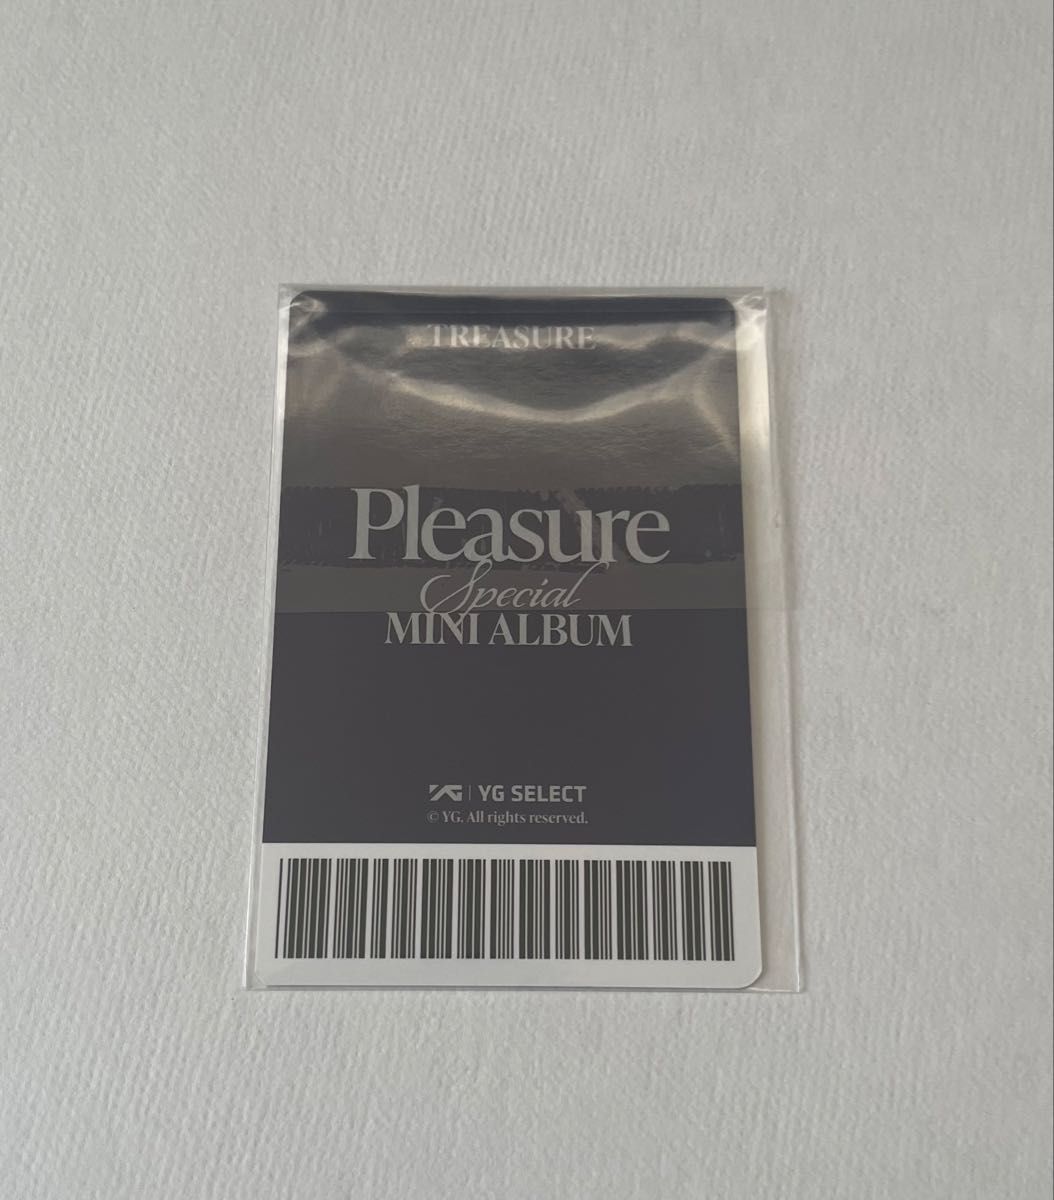 TREASURE
Pleasure
Special
MINI ALBUM
YG | YG SELECT
© YG. All rights reserved.